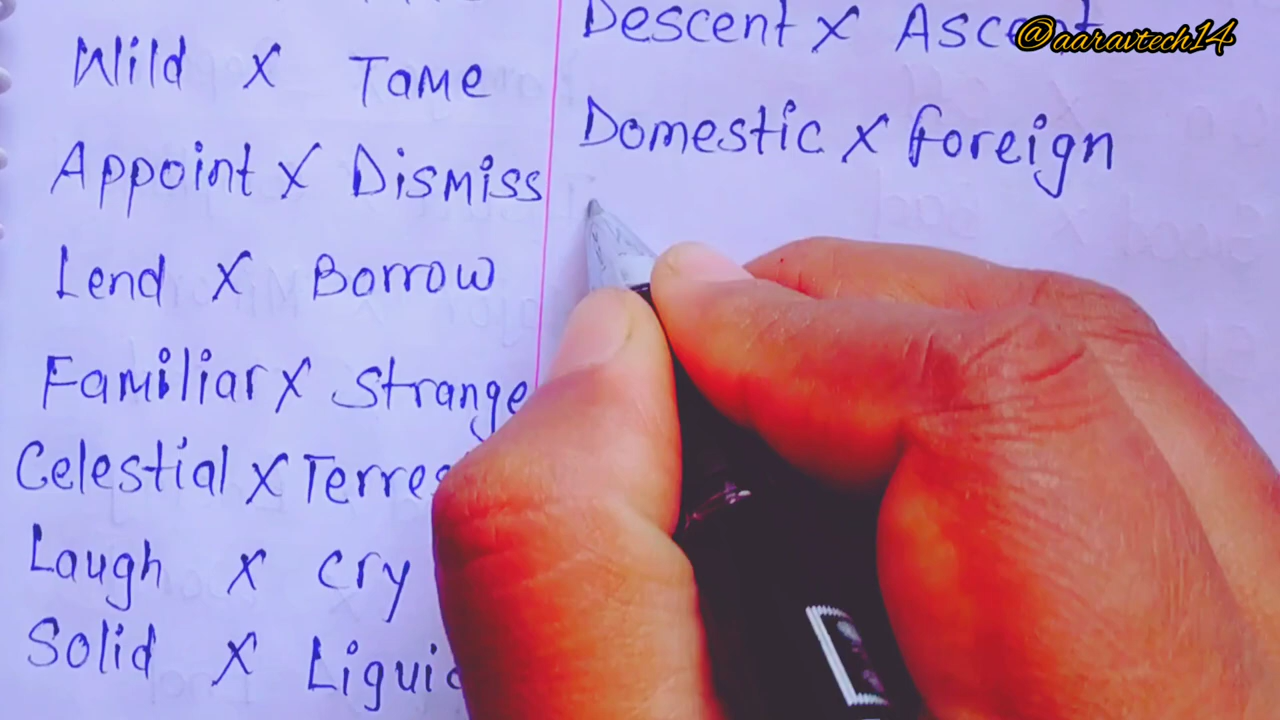 Wild X Tame
Appoint X Dismiss
Lend X Borrow
Familiar X Strange
Celestial X
Laugh X Cry
Solid X
Descent X
@aaravtech14
Domestic X foreign